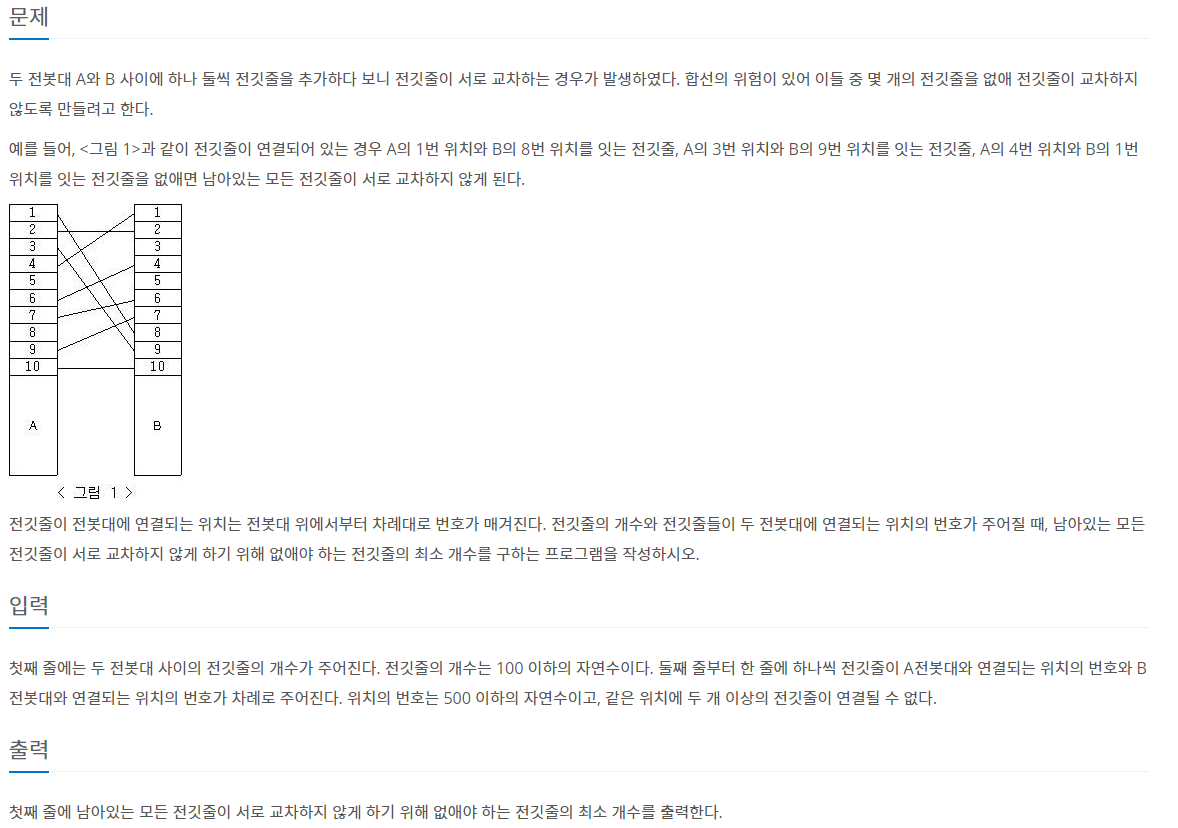 문제
두 전봇대 A와 B 사이에 하나 둘씩 전깃줄을 추가하다 보니 전깃줄이 서로 교차하는 경우가 발생하였다. 합선의 위험이 있어 이들 중 몇 개의 전깃줄을 없애 전깃줄이 교차하지
않도록 만들려고 한다.
예를 들어, <그림 1>과 같이 전깃줄이 연결되어 있는 경우 A의 1번 위치와 B의 8번 위치를 잇는 전깃줄, A의 3번 위치와 B의 9번 위치를 잇는 전깃줄, A의 4번 위치와 B의 1번
위치를 잇는 전깃줄을 없애면 남아있는 모든 전깃줄이 서로 교차하지 않게 된다.
1 1
2 2
3 3
4 4
5 5
6 6
7 7
8 8
9 9
10 10
A B
< 그림 1 >
전깃줄이 전봇대에 연결되는 위치는 전봇대 위에서부터 차례대로 번호가 매겨진다. 전깃줄의 개수와 전깃줄들이 두 전봇대에 연결되는 위치의 번호가 주어질 때, 남아있는 모든
전깃줄이 서로 교차하지 않게 하기 위해 없애야 하는 전깃줄의 최소 개수를 구하는 프로그램을 작성하시오.
입력
첫째 줄에는 두 전봇대 사이의 전깃줄의 개수가 주어진다. 전깃줄의 개수는 100 이하의 자연수이다. 둘째 줄부터 한 줄에 하나씩 전깃줄이 A전봇대와 연결되는 위치의 번호와 B
전봇대와 연결되는 위치의 번호가 차례로 주어진다. 위치의 번호는 500 이하의 자연수이고, 같은 위치에 두 개 이상의 전깃줄이 연결될 수 없다.
출력
첫째 줄에 남아있는 모든 전깃줄이 서로 교차하지 않게 하기 위해 없애야 하는 전깃줄의 최소 개수를 출력한다.